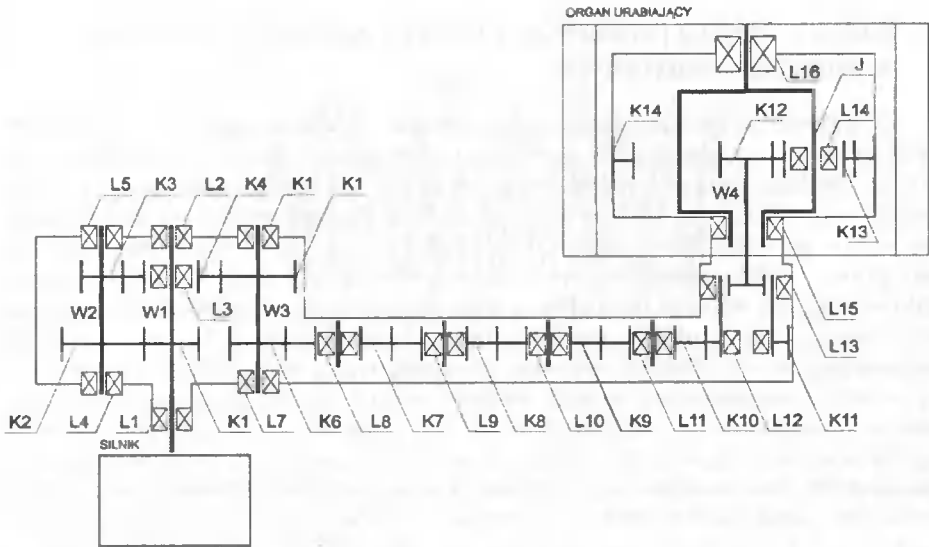 ORGAN URABIAJĄCY
L16 J
K14 K12 L14
W4
K13
L5 K3 L2 K4 K1 K1
W2 W1 L3 W3
L15
L13
K2 L4 L1 K1 L7 K6 L8 K7 L9 K8 L10 K9 L11 K10 L12 K11
SILNIK